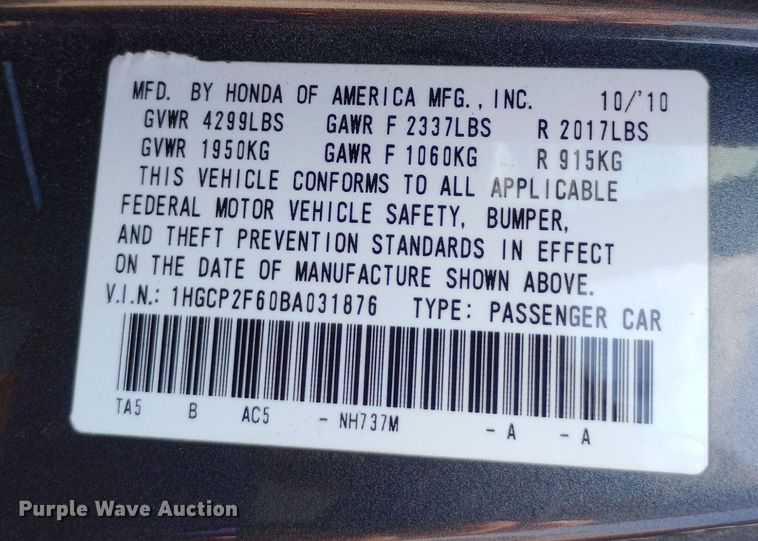 MFD. BY HONDA OF AMERICA MFG., INC. 10/'10
GVWR 4299LBS GAWR F 2337LBS R 2017LBS
GVWR 1950KG GAWR F 1060KG R 915KG
THIS VEHICLE CONFORMS TO ALL APPLICABLE
FEDERAL MOTOR VEHICLE SAFETY, BUMPER,
AND THEFT PREVENTION STANDARDS IN EFFECT
ON THE DATE OF MANUFACTURE SHOWN ABOVE.
V.I.N.: 1HGCP2F60BA031876 TYPE: PASSENGER CAR
TA5 B AC5 - NH737M - A - A
Purple Wave Auction